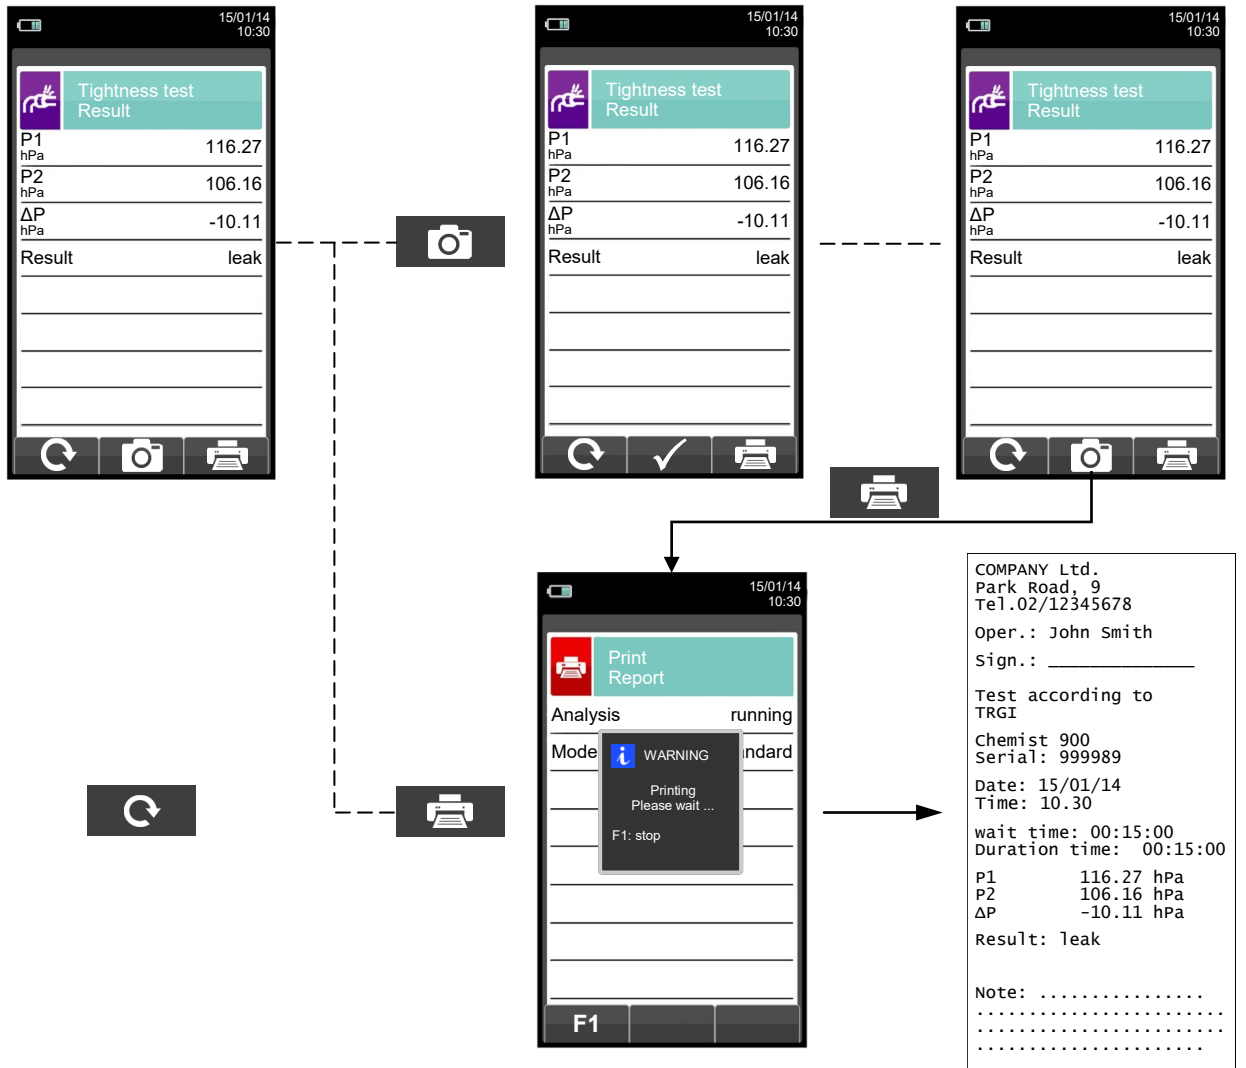 15/01/14
10:30
Tightness test
Result
P1
hPa
116.27
P2
hPa
106.16
ΔP
hPa
-10.11
Result leak
15/01/14
10:30
Tightness test
Result
P1
hPa
116.27
P2
hPa
106.16
ΔP
hPa
-10.11
Result leak
15/01/14
10:30
Tightness test
Result
P1
hPa
116.27
P2
hPa
106.16
ΔP
hPa
-10.11
Result leak
15/01/14
10:30
Print
Report
Analysis running
Mode ndard
WARNING
Printing
Please wait ...
F1: stop
F1
COMPANY Ltd.
Park Road, 9
Tel.02/12345678
Oper.: John Smith
Sign.: ______________
Test according to
TRGI
Chemist 900
Serial: 999989
Date: 15/01/14
Time: 10.30
wait time: 00:15:00
Duration time: 00:15:00
P1 116.27 hPa
P2 106.16 hPa
ΔP -10.11 hPa
Result: leak
Note: ................
........................
........................
......................